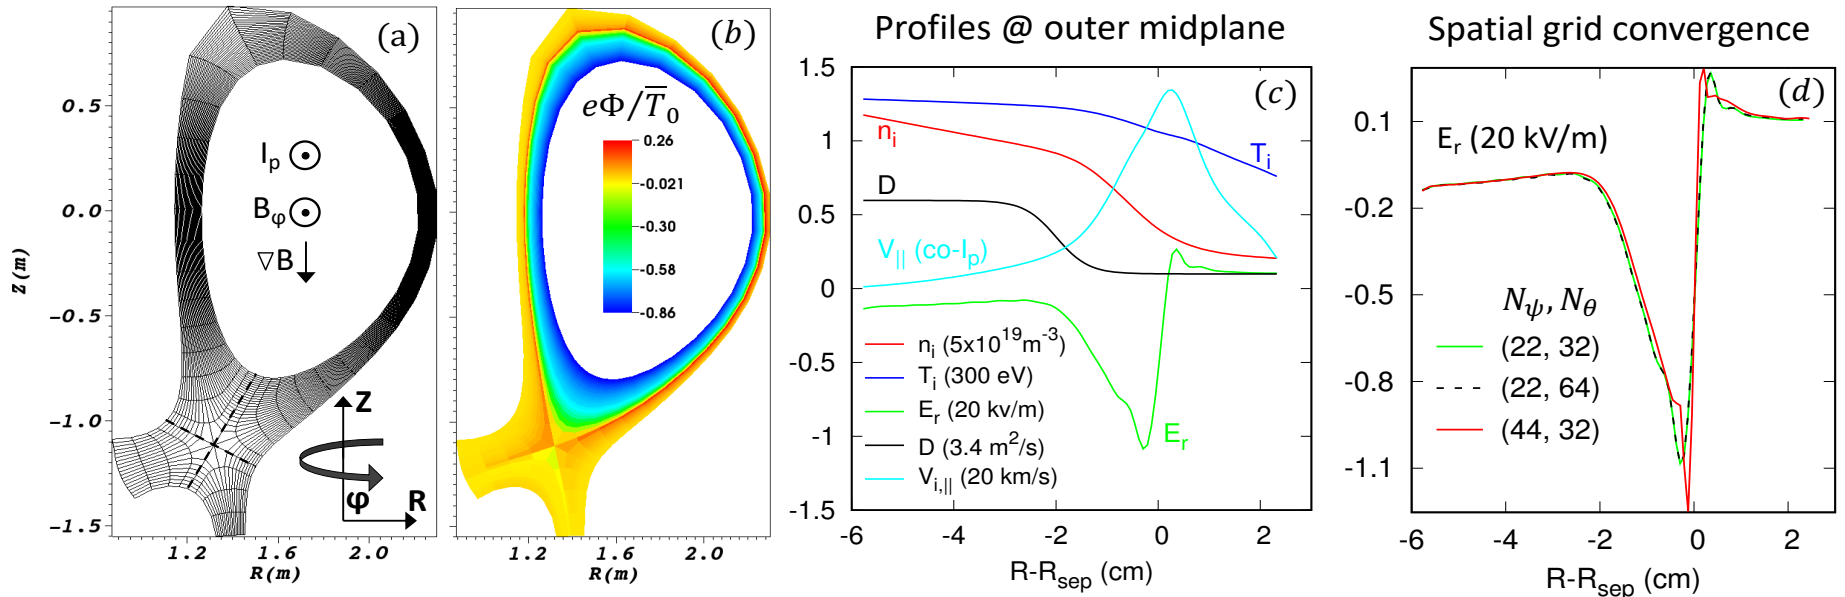 (a)
0.5
0.0
-0.5
-1.0
-1.5
Z(m)
I_p
B_φ
∇B
Z
R
φ
1.2 1.6 2.0
R(m)
(b)
eΦ/T̅_0
0.26
-0.021
-0.30
-0.58
-0.86
1.2 1.6 2.0
R(m)
Profiles @ outer midplane
(c)
1.5
1
0.5
0
-0.5
-1
-1.5
n_i
T_i
D
V_|| (co-I_p)
E_r
n_i (5x10^19 m^-3)
T_i (300 eV)
E_r (20 kv/m)
D (3.4 m^2/s)
V_i,|| (20 km/s)
-6 -4 -2 0 2
R-R_sep (cm)
Spatial grid convergence
(d)
0.1
-0.2
-0.5
-0.8
-1.1
E_r (20 kV/m)
N_ψ, N_θ
(22, 32)
(22, 64)
(44, 32)
-6 -4 -2 0 2
R-R_sep (cm)